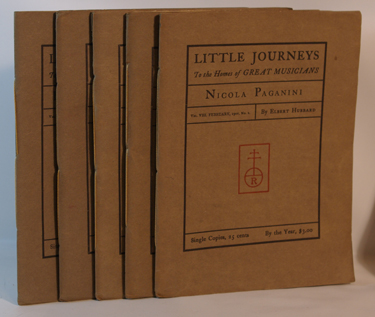 LITTLE JOURNEYS
To the Homes of GREAT MUSICIANS
NICOLA PAGANINI
By ELBERT HUBBARD
R
Single Copies, 25 cents By the Year, $3.00